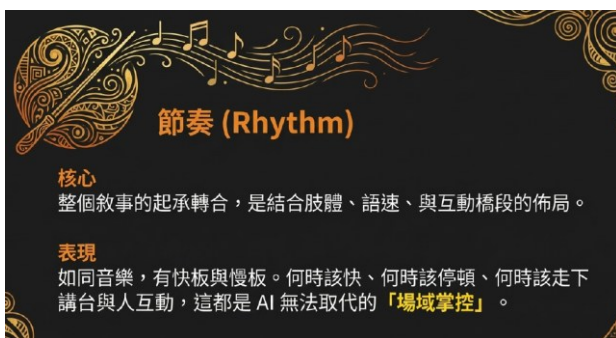 節奏 (Rhythm)
核心
整個敘事的起承轉合，是結合肢體、語速、與互動橋段的佈局。
表現
如同音樂，有快板與慢板。何時該快、何時該停頓、何時該走下
講台與人互動，這都是 AI 無法取代的「場域掌控」。